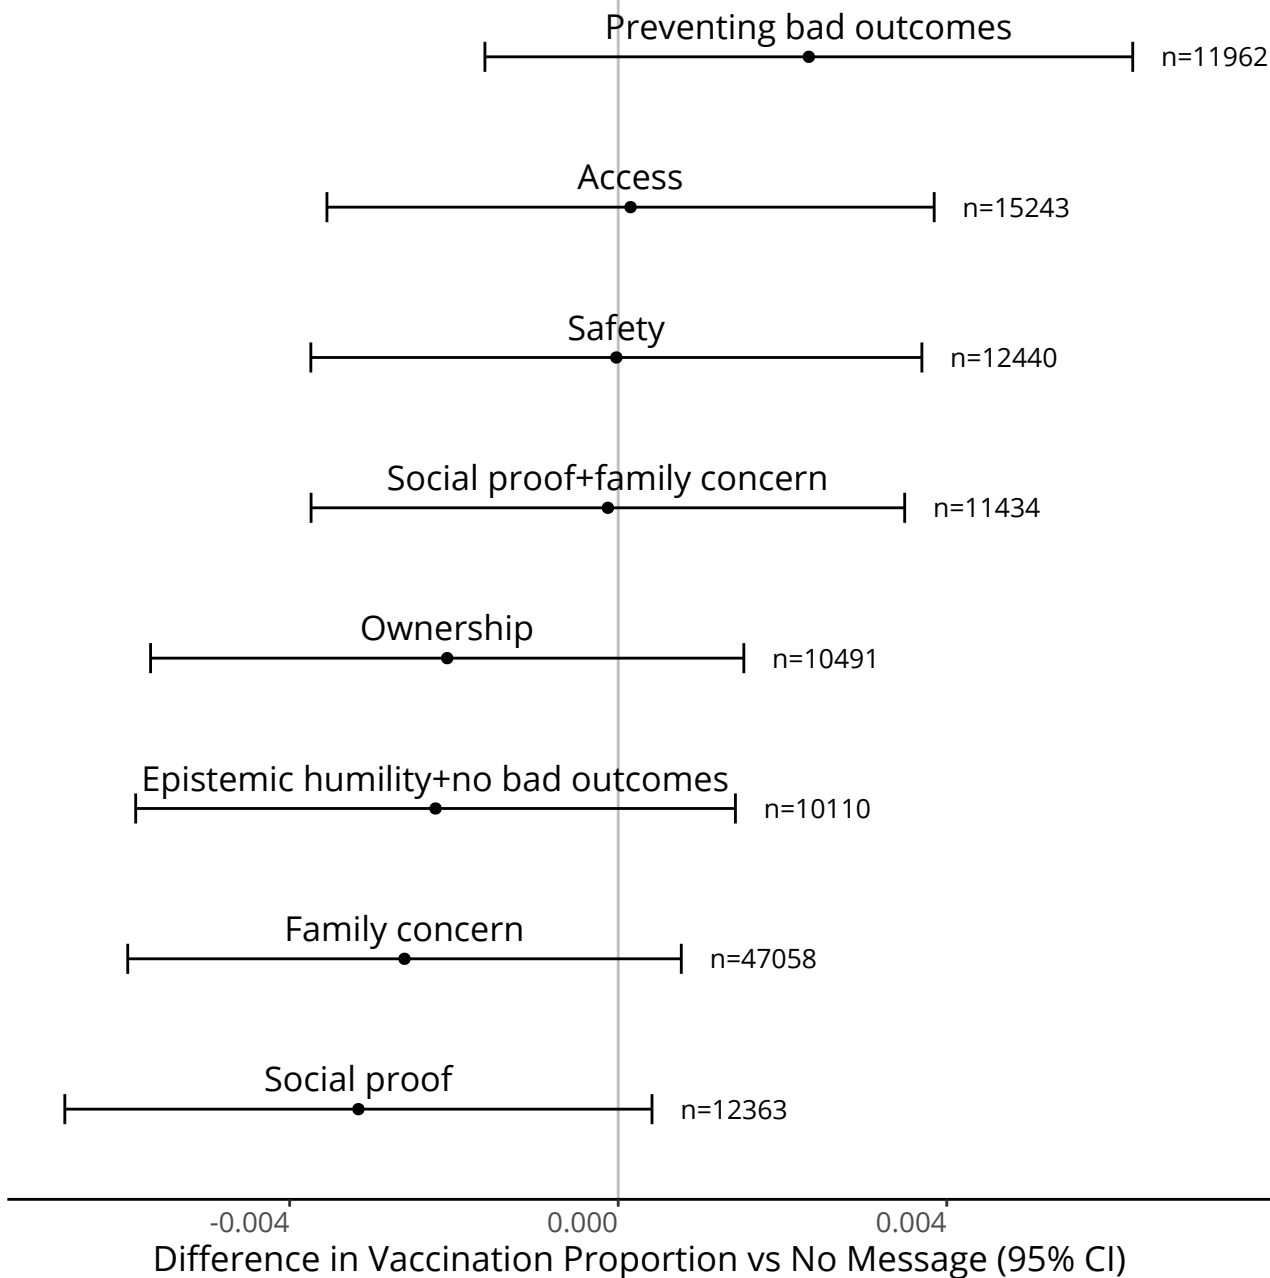 Preventing bad outcomes
n=11962
Access
n=15243
Safety
n=12440
Social proof+family concern
n=11434
Ownership
n=10491
Epistemic humility+no bad outcomes
n=10110
Family concern
n=47058
Social proof
n=12363
-0.004 0.000 0.004
Difference in Vaccination Proportion vs No Message (95% CI)